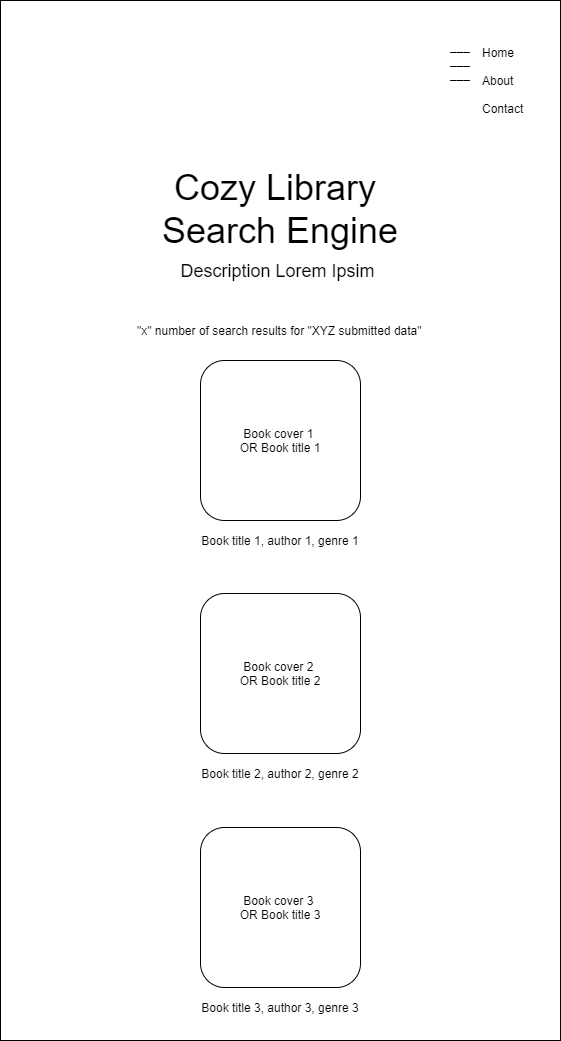 Home
About
Contact
Cozy Library
Search Engine
Description Lorem Ipsim
"x" number of search results for "XYZ submitted data"
Book cover 1
OR Book title 1
Book title 1, author 1, genre 1
Book cover 2
OR Book title 2
Book title 2, author 2, genre 2
Book cover 3
OR Book title 3
Book title 3, author 3, genre 3